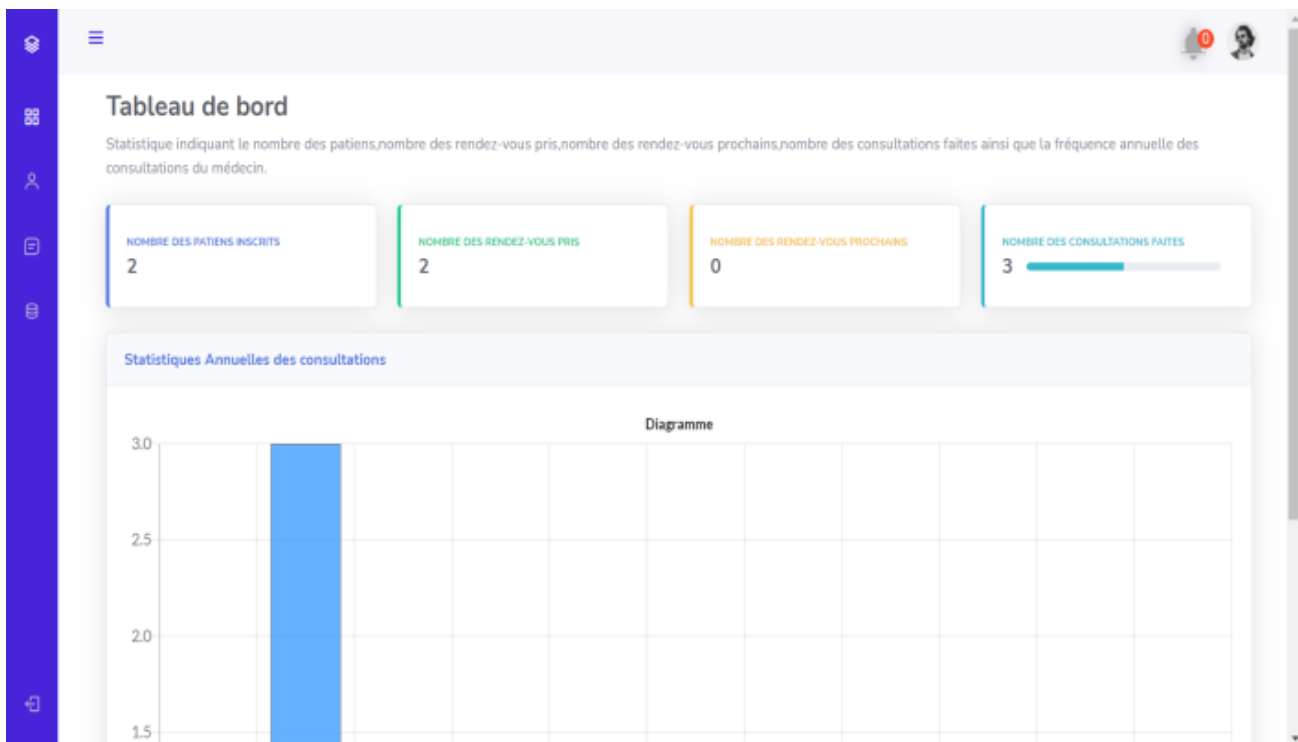 0
Tableau de bord
Statistique indiquant le nombre des patiens,nombre des rendez-vous pris,nombre des rendez-vous prochains,nombre des consultations faites ainsi que la fréquence annuelle des
consultations du médecin.
NOMBRE DES PATIENS INSCRITS
2
NOMBRE DES RENDEZ-VOUS PRIS
2
NOMBRE DES RENDEZ-VOUS PROCHAINS
0
NOMBRE DES CONSULTATIONS FAITES
3
Statistiques Annuelles des consultations
Diagramme
3.0
2.5
2.0
1.5